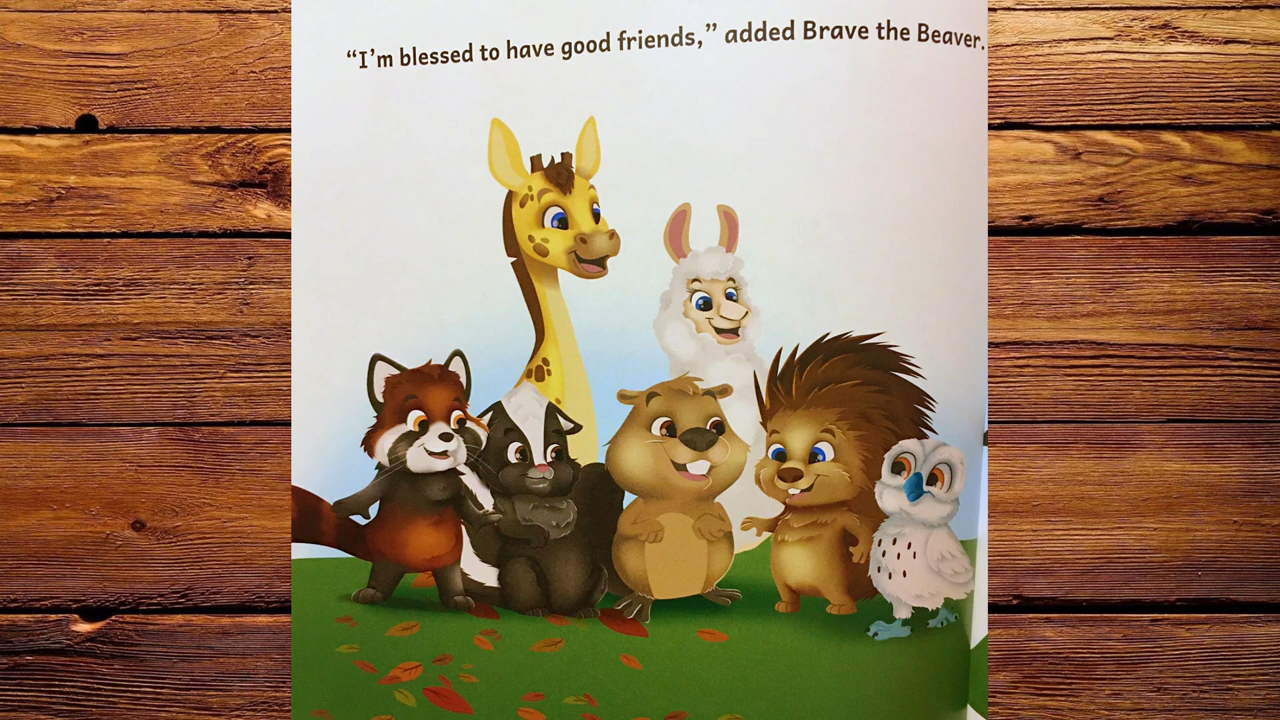 “I’m blessed to have good friends,” added Brave the Beaver.